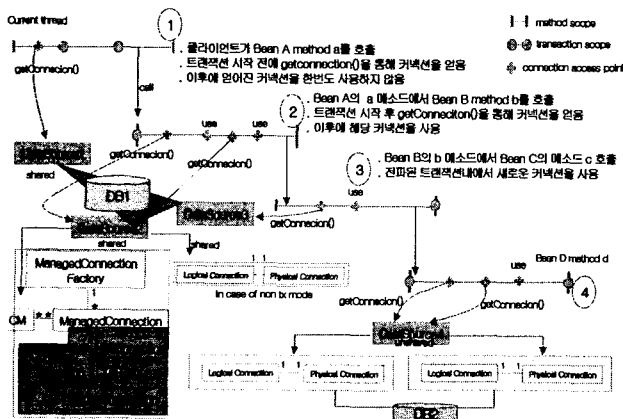 Current thread
1
method scope
transaction scope
connection access point
getConnecion()
call
. 클라이언트가 Bean A method a를 호출
. 트랜잭션 시작 전에 getconnection()을 통해 커넥션을 얻음
. 이후에 얻어진 커넥션을 한번도 사용하지 않음
use
use
2
. Bean A의 a 메소드에서 Bean B method b를 호출
. 트랜잭션 시작 후 getConneciton()을 통해 커넥션을 얻음
. 이후에 해당 커넥션을 사용
getConnecion()
getConnecion()
shared
DB1
3
. Bean B의 b 메소드에서 Bean C의 메소드 c 호출
. 전파된 트랜잭션내에서 새로운 커넥션을 사용
use
getConnecion()
shared
shared
ManagedConnection
Factory
1
Logical Connection
1 1
Physical Connection
In case of non tx mode
use
Bean D method d
4
getConnecion()
getConnecion()
CM
* *
ManagedConnection
Logical Connection
1 1
Physical Connection
Logical Connection
1 1
Physical Connection
DB2